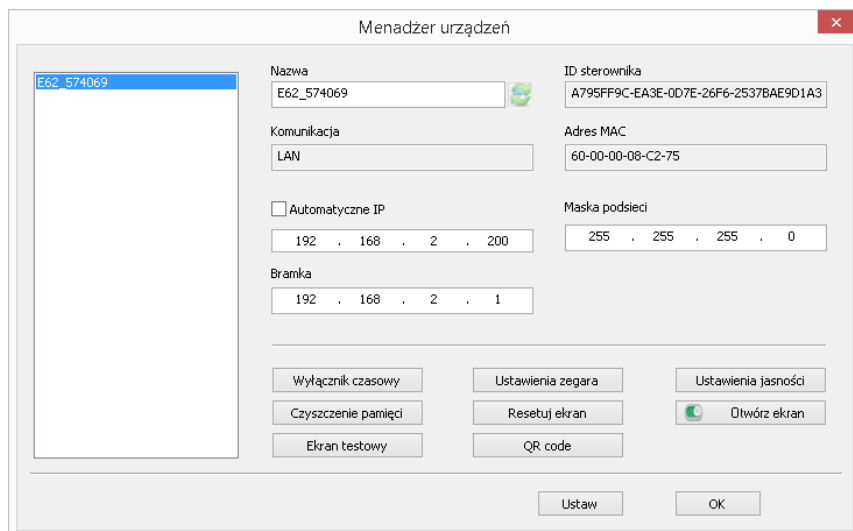 Menadżer urządzeń
E62_574069
Nazwa
E62_574069
ID sterownika
A795FF9C-EA3E-0D7E-26F6-2537BAE9D1A3
Komunikacja
LAN
Adres MAC
60-00-00-08-C2-75
Automatyczne IP
192 . 168 . 2 . 200
Maska podsieci
255 . 255 . 255 . 0
Bramka
192 . 168 . 2 . 1
Wyłącznik czasowy
Ustawienia zegara
Ustawienia jasności
Czyszczenie pamięci
Resetuj ekran
Otwórz ekran
Ekran testowy
QR code
Ustaw
OK